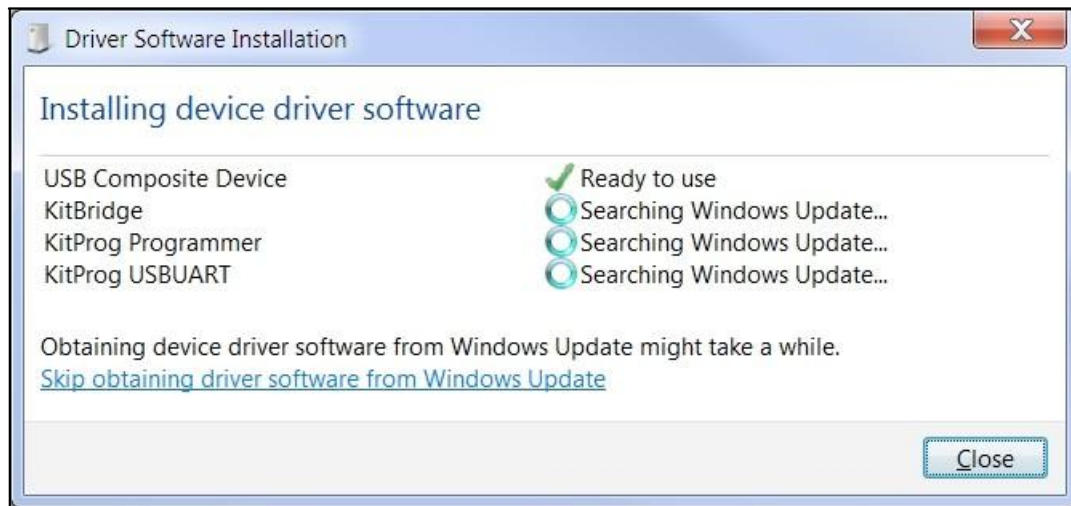 Driver Software Installation
Installing device driver software
USB Composite Device Ready to use
KitBridge Searching Windows Update...
KitProg Programmer Searching Windows Update...
KitProg USBUART Searching Windows Update...
Obtaining device driver software from Windows Update might take a while.
Skip obtaining driver software from Windows Update
Close